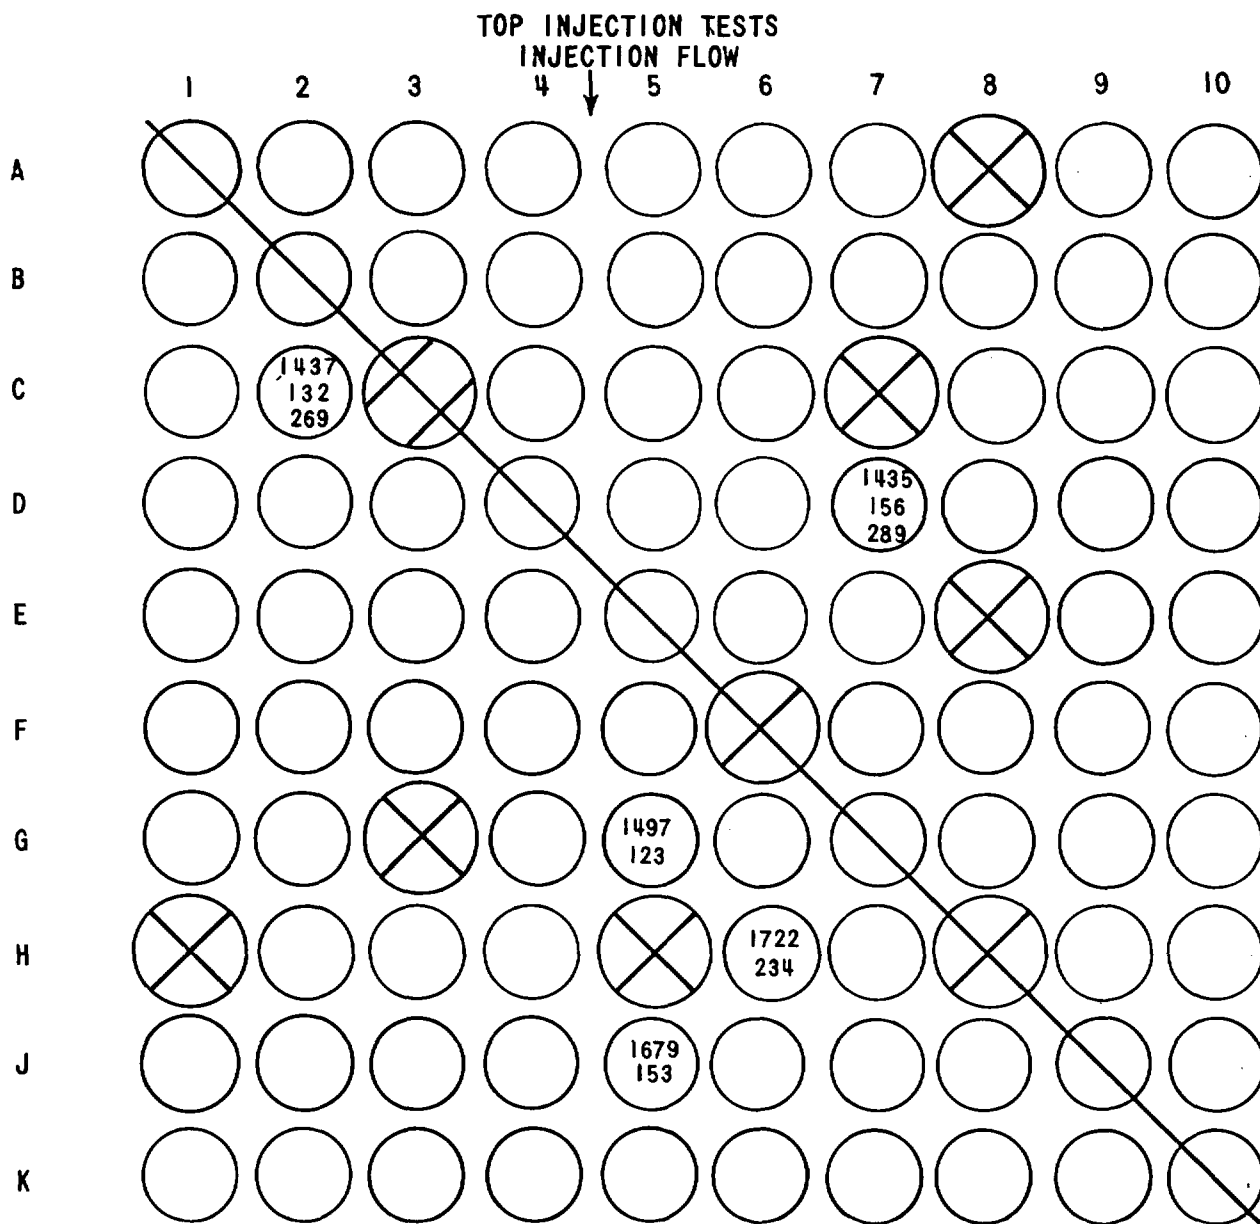 TOP INJECTION TESTS
INJECTION FLOW
1 2 3 4 5 6 7 8 9 10
A
B
C
1437
132
269
D
1435
156
289
E
F
G
1497
123
H
1722
234
J
1679
153
K